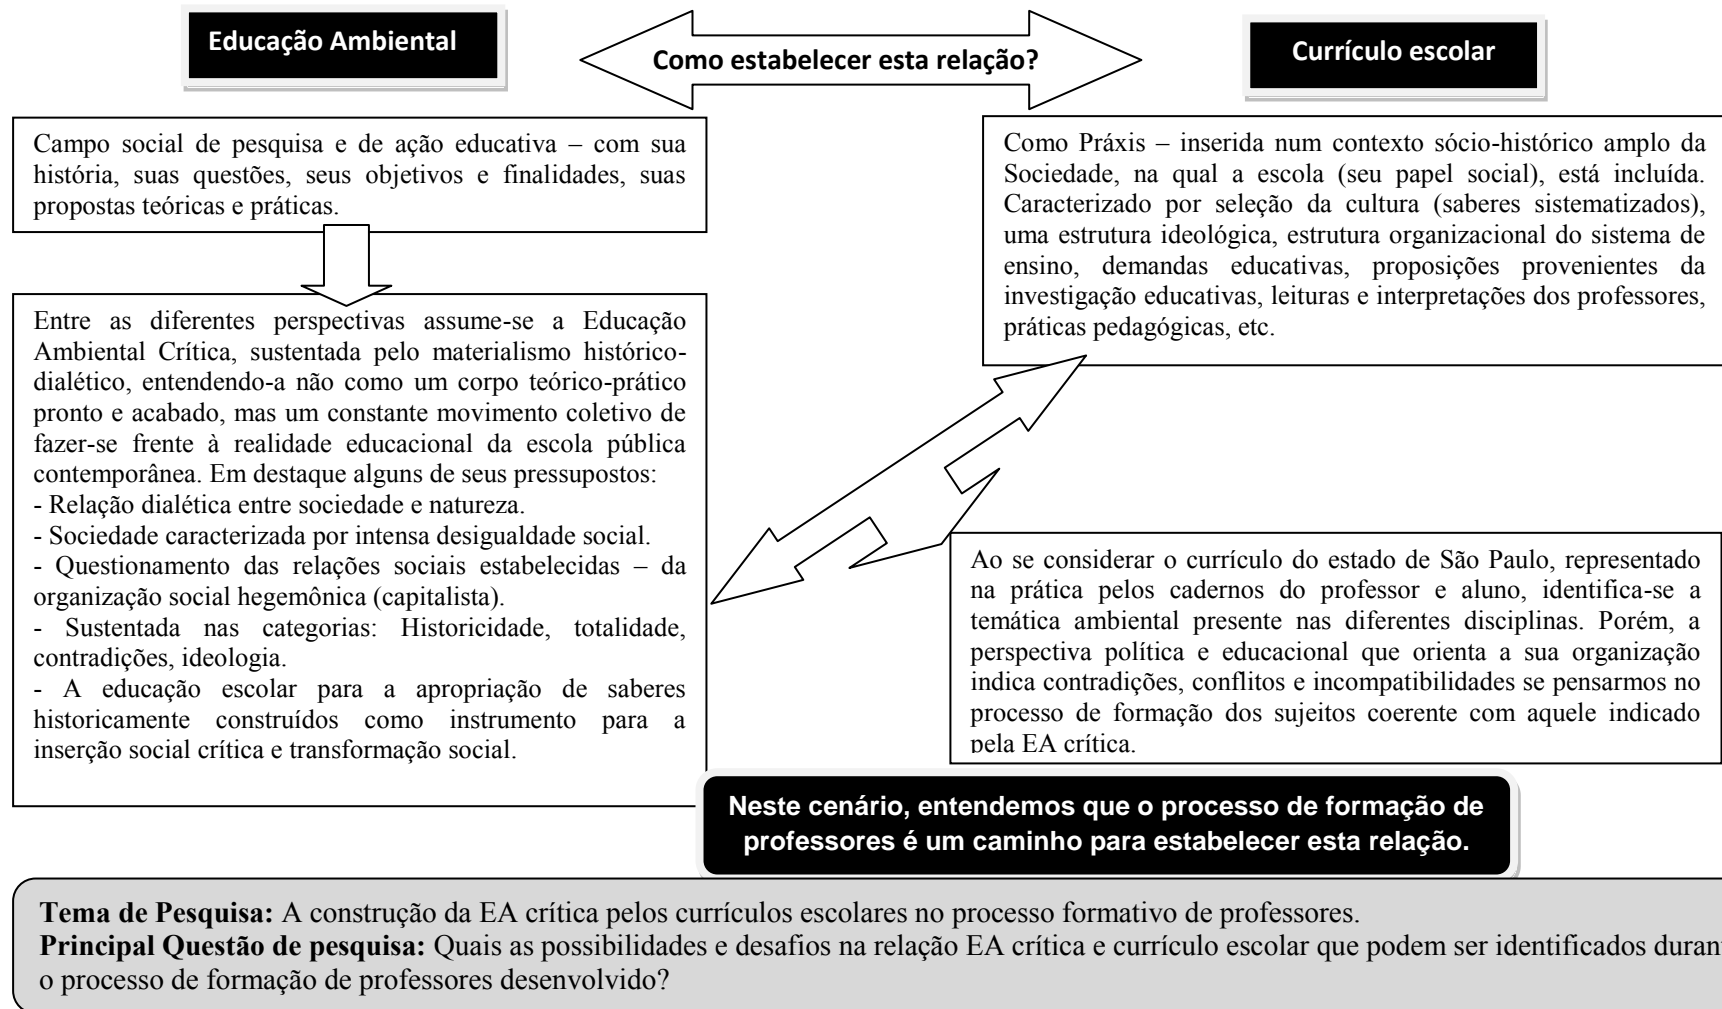 Educação Ambiental
Como estabelecer esta relação?
Currículo escolar
Campo social de pesquisa e de ação educativa – com sua
história, suas questões, seus objetivos e finalidades, suas
propostas teóricas e práticas.
Entre as diferentes perspectivas assume-se a Educação
Ambiental Crítica, sustentada pelo materialismo histórico-
dialético, entendendo-a não como um corpo teórico-prático
pronto e acabado, mas um constante movimento coletivo de
fazer-se frente à realidade educacional da escola pública
contemporânea. Em destaque alguns de seus pressupostos:
- Relação dialética entre sociedade e natureza.
- Sociedade caracterizada por intensa desigualdade social.
- Questionamento das relações sociais estabelecidas – da
organização social hegemônica (capitalista).
- Sustentada nas categorias: Historicidade, totalidade,
contradições, ideologia.
- A educação escolar para a apropriação de saberes
historicamente construídos como instrumento para a
inserção social crítica e transformação social.
Como Práxis – inserida num contexto sócio-histórico amplo da
Sociedade, na qual a escola (seu papel social), está incluída.
Caracterizado por seleção da cultura (saberes sistematizados),
uma estrutura ideológica, estrutura organizacional do sistema de
ensino, demandas educativas, proposições provenientes da
investigação educativas, leituras e interpretações dos professores,
práticas pedagógicas, etc.
Ao se considerar o currículo do estado de São Paulo, representado
na prática pelos cadernos do professor e aluno, identifica-se a
temática ambiental presente nas diferentes disciplinas. Porém, a
perspectiva política e educacional que orienta a sua organização
indica contradições, conflitos e incompatibilidades se pensarmos no
processo de formação dos sujeitos coerente com aquele indicado
pela EA crítica.
Neste cenário, entendemos que o processo de formação de
professores é um caminho para estabelecer esta relação.
Tema de Pesquisa: A construção da EA crítica pelos currículos escolares no processo formativo de professores.
Principal Questão de pesquisa: Quais as possibilidades e desafios na relação EA crítica e currículo escolar que podem ser identificados duran
o processo de formação de professores desenvolvido?